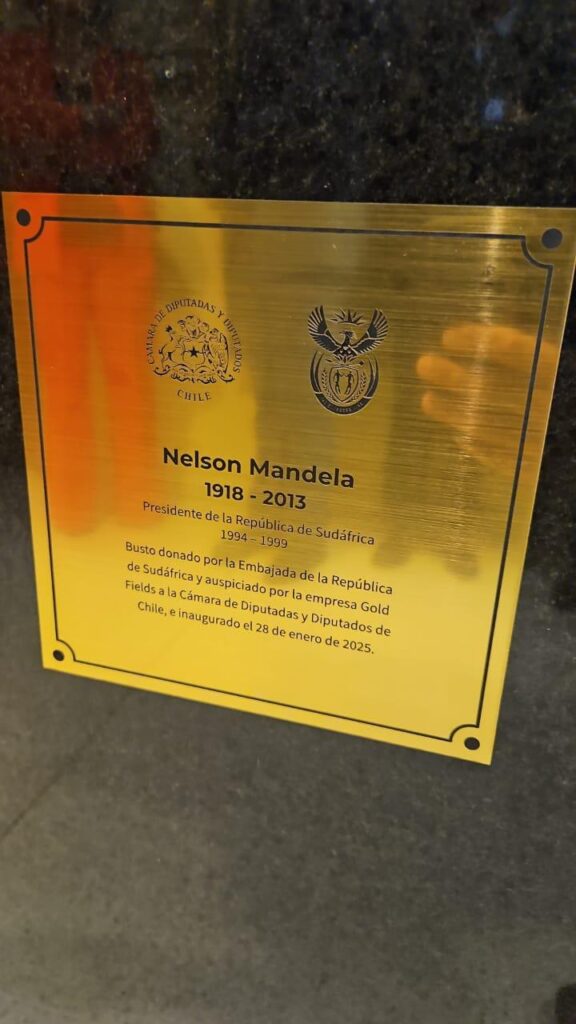 CÁMARA DE DIPUTADAS Y DIPUTADOS
CHILE
Nelson Mandela
1918 - 2013
Presidente de la República de Sudáfrica
1994 – 1999
Busto donado por la Embajada de la República
de Sudáfrica y auspiciado por la empresa Gold
Fields a la Cámara de Diputadas y Diputados de
Chile, e inaugurado el 28 de enero de 2025.